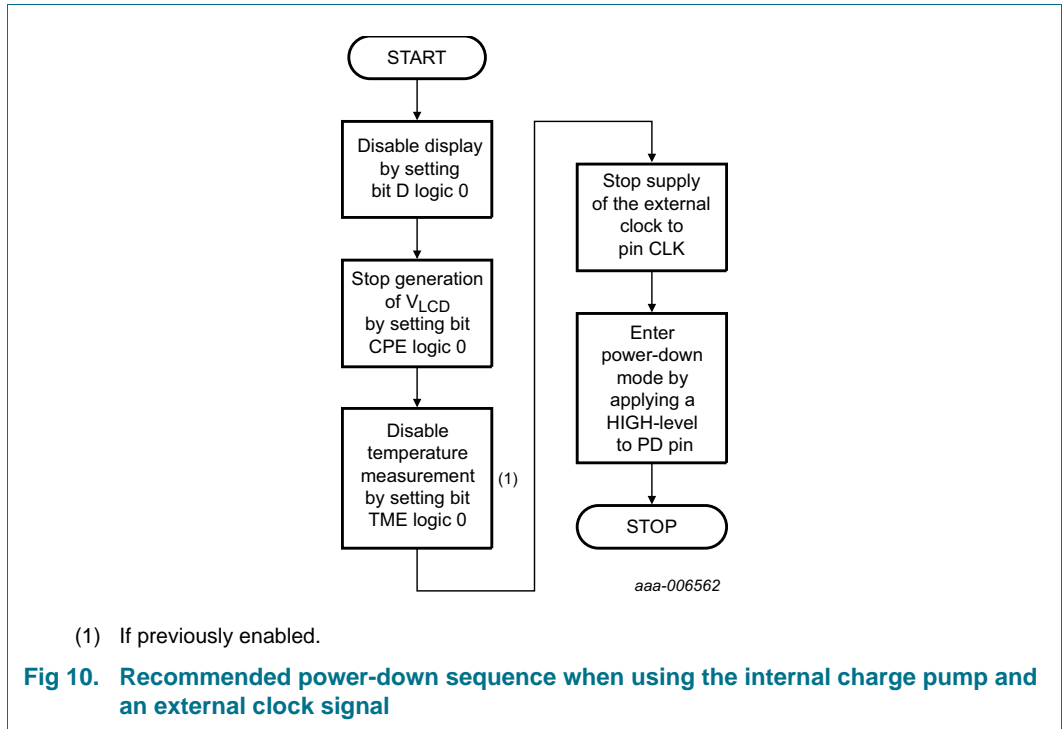 START
Disable display
by setting
bit D logic 0
Stop generation
of VLCD
by setting bit
CPE logic 0
Disable
temperature
measurement
by setting bit
TME logic 0
(1)
Stop supply
of the external
clock to
pin CLK
Enter
power-down
mode by
applying a
HIGH-level
to PD pin
STOP
aaa-006562
(1) If previously enabled.
Fig 10. Recommended power-down sequence when using the internal charge pump and
an external clock signal